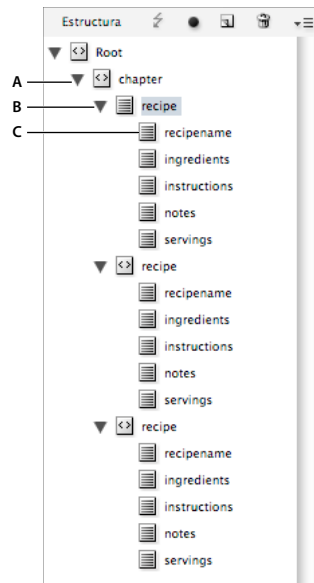 Estructura
Root
A chapter
B recipe
C recipename
ingredients
instructions
notes
servings
recipe
recipename
ingredients
instructions
notes
servings
recipe
recipename
ingredients
instructions
notes
servings